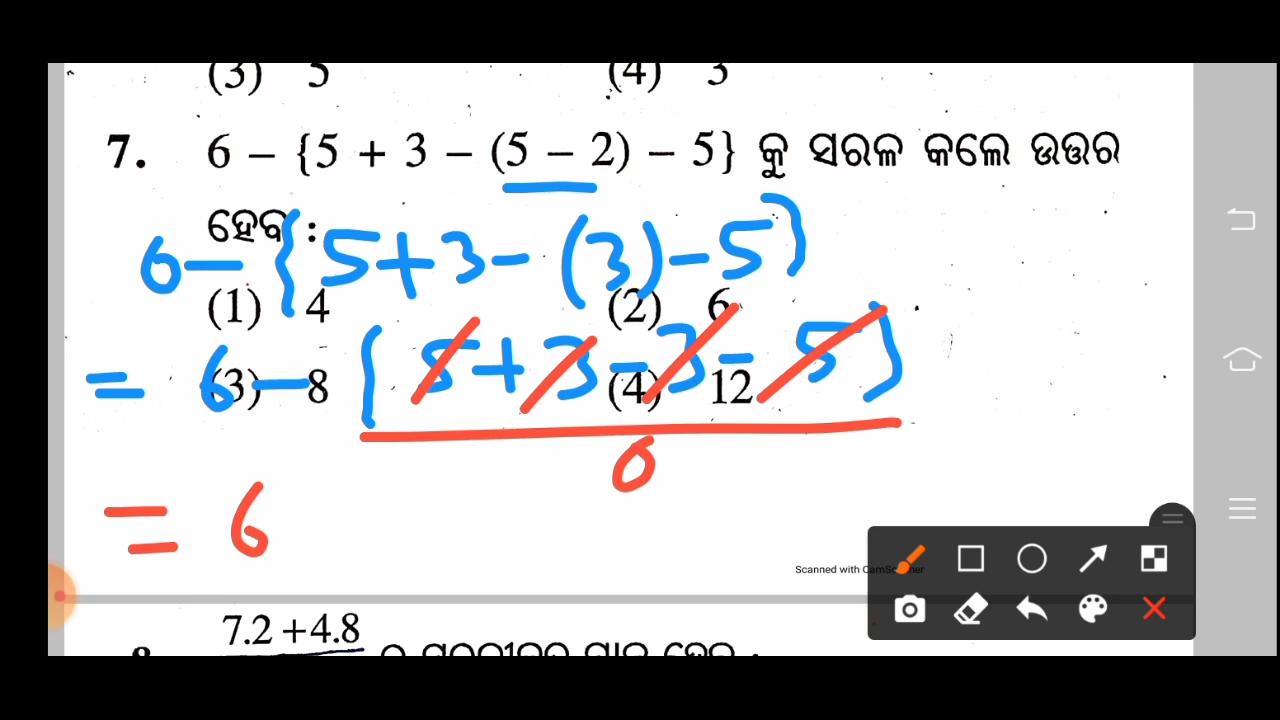 (3) 5 (4) 3
7. 6 – {5 + 3 – (5 – 2) – 5} କୁ ସରଳ କଲେ ଉତ୍ତର
ହେବ :
6 – {5+3 – (3) – 5}
(1) 4 (2) 6
= 6 – { 5+3 – 3 – 5}
(3) 8 (4) 12
0
= 6
Scanned with CamScanner
7.2 + 4.8